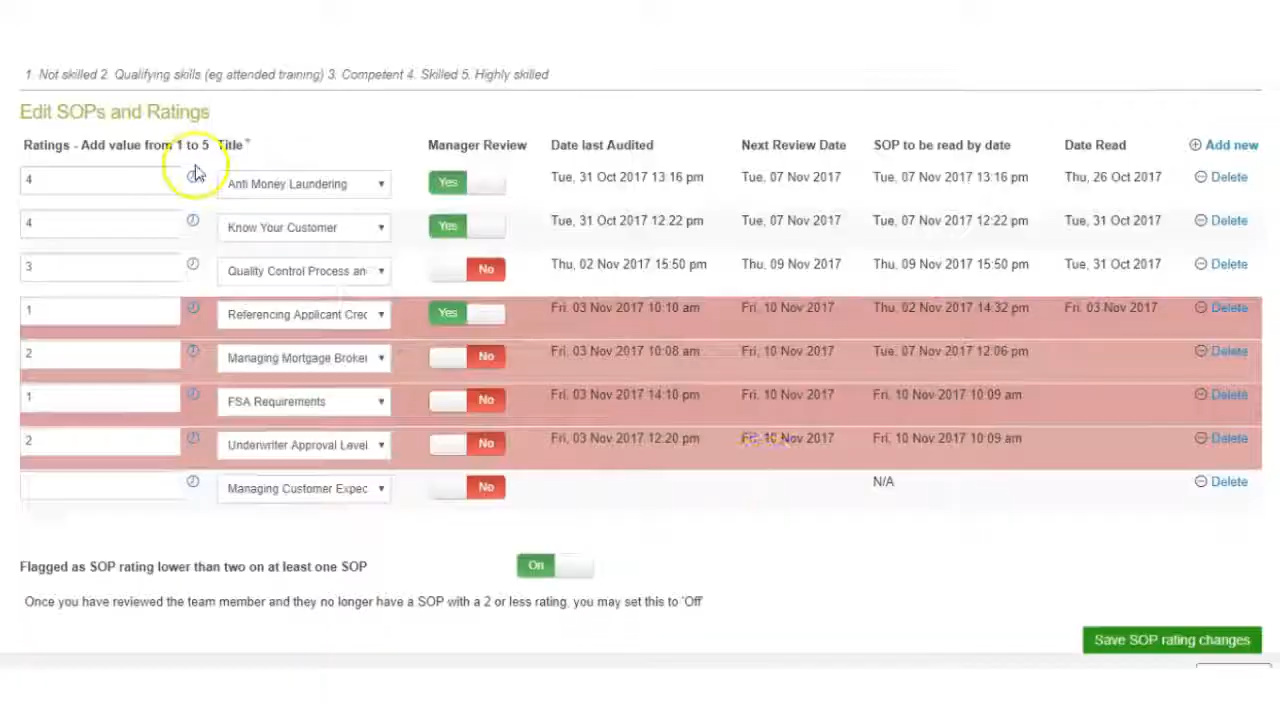 1. Not skilled 2. Qualifying skills (eg attended training) 3. Competent 4. Skilled 5. Highly skilled
Edit SOPs and Ratings
Ratings - Add value from 1 to 5 Title* Manager Review Date last Audited Next Review Date SOP to be read by date Date Read Add new
4 Anti Money Laundering Yes Tue, 31 Oct 2017 13:16 pm Tue, 07 Nov 2017 Tue, 07 Nov 2017 13:16 pm Thu, 26 Oct 2017 Delete
4 Know Your Customer Yes Tue, 31 Oct 2017 12:22 pm Tue, 07 Nov 2017 Tue, 07 Nov 2017 12:22 pm Tue, 31 Oct 2017 Delete
3 Quality Control Process an No Thu, 02 Nov 2017 15:50 pm Thu, 09 Nov 2017 Thu, 09 Nov 2017 15:50 pm Tue, 31 Oct 2017 Delete
1 Referencing Applicant Crec Yes Fri, 03 Nov 2017 10:10 am Fri, 10 Nov 2017 Thu, 02 Nov 2017 14:32 pm Fri, 03 Nov 2017 Delete
2 Managing Mortgage Broker No Fri, 03 Nov 2017 10:08 am Fri, 10 Nov 2017 Tue, 07 Nov 2017 12:06 pm Delete
1 FSA Requirements No Fri, 03 Nov 2017 14:10 pm Fri, 10 Nov 2017 Fri, 10 Nov 2017 10:09 am Delete
2 Underwriter Approval Level No Fri, 03 Nov 2017 12:20 pm Fri, 10 Nov 2017 Fri, 10 Nov 2017 10:09 am Delete
Managing Customer Expec No N/A Delete
Flagged as SOP rating lower than two on at least one SOP On
Once you have reviewed the team member and they no longer have a SOP with a 2 or less rating, you may set this to 'Off'
Save SOP rating changes